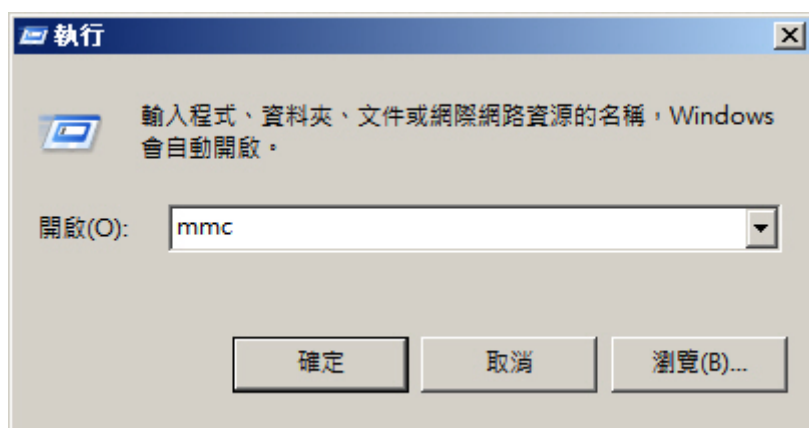 執行
輸入程式、資料夾、文件或網際網路資源的名稱，Windows
會自動開啟。
開啟(O):
mmc
確定
取消
瀏覽(B)...